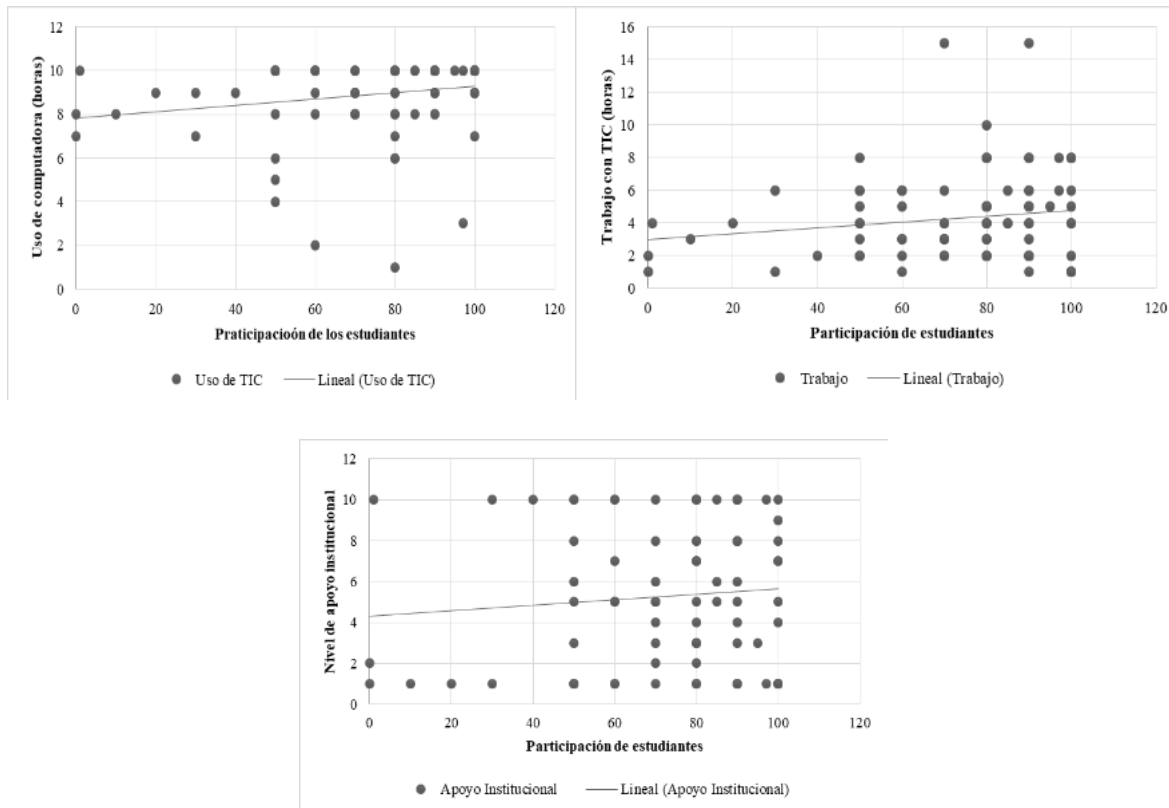 12
10
8
6
4
2
0
0 20 40 60 80 100 120
Uso de computadora (horas)
Praticipacioón de los estudiantes
Uso de TIC Lineal (Uso de TIC)
16
14
12
10
8
6
4
2
0
0 20 40 60 80 100 120
Trabajo con TIC (horas)
Participación de estudiantes
Trabajo Lineal (Trabajo)
12
10
8
6
4
2
0
0 20 40 60 80 100 120
Nivel de apoyo institucional
Participación de estudiantes
Apoyo Institucional Lineal (Apoyo Institucional)